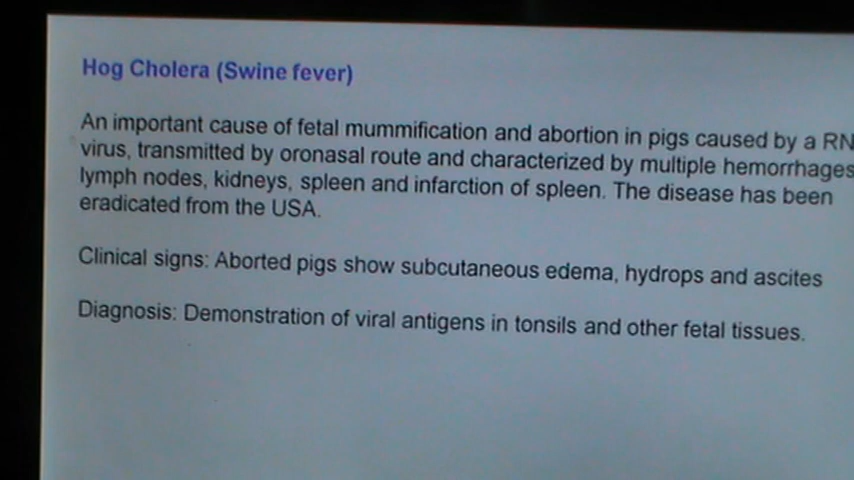 Hog Cholera (Swine fever)
An important cause of fetal mummification and abortion in pigs caused by a RN
virus, transmitted by oronasal route and characterized by multiple hemorrhages
lymph nodes, kidneys, spleen and infarction of spleen. The disease has been
eradicated from the USA.
Clinical signs: Aborted pigs show subcutaneous edema, hydrops and ascites
Diagnosis: Demonstration of viral antigens in tonsils and other fetal tissues.